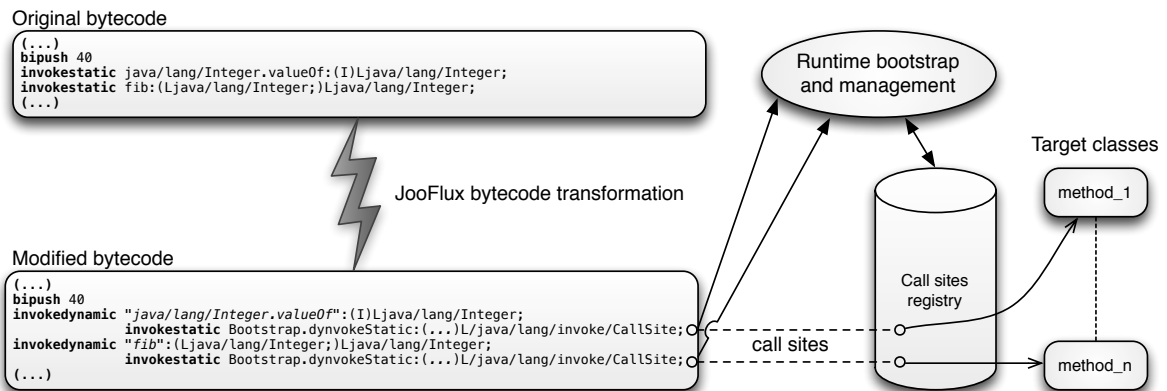 Original bytecode
(...)
bipush 40
invokestatic java/lang/Integer.valueOf:(I)Ljava/lang/Integer;
invokestatic fib:(Ljava/lang/Integer;)Ljava/lang/Integer;
(...)
Runtime bootstrap
and management
Target classes
method_1
JooFlux bytecode transformation
Modified bytecode
(...)
bipush 40
invokedynamic "java/lang/Integer.valueOf":(I)Ljava/lang/Integer;
invokestatic Bootstrap.dynvokeStatic:(...)L/java/lang/invoke/CallSite;
invokedynamic "fib":(Ljava/lang/Integer;)Ljava/lang/Integer;
invokestatic Bootstrap.dynvokeStatic:(...)L/java/lang/invoke/CallSite;
(...)
call sites
Call sites
registry
method_n